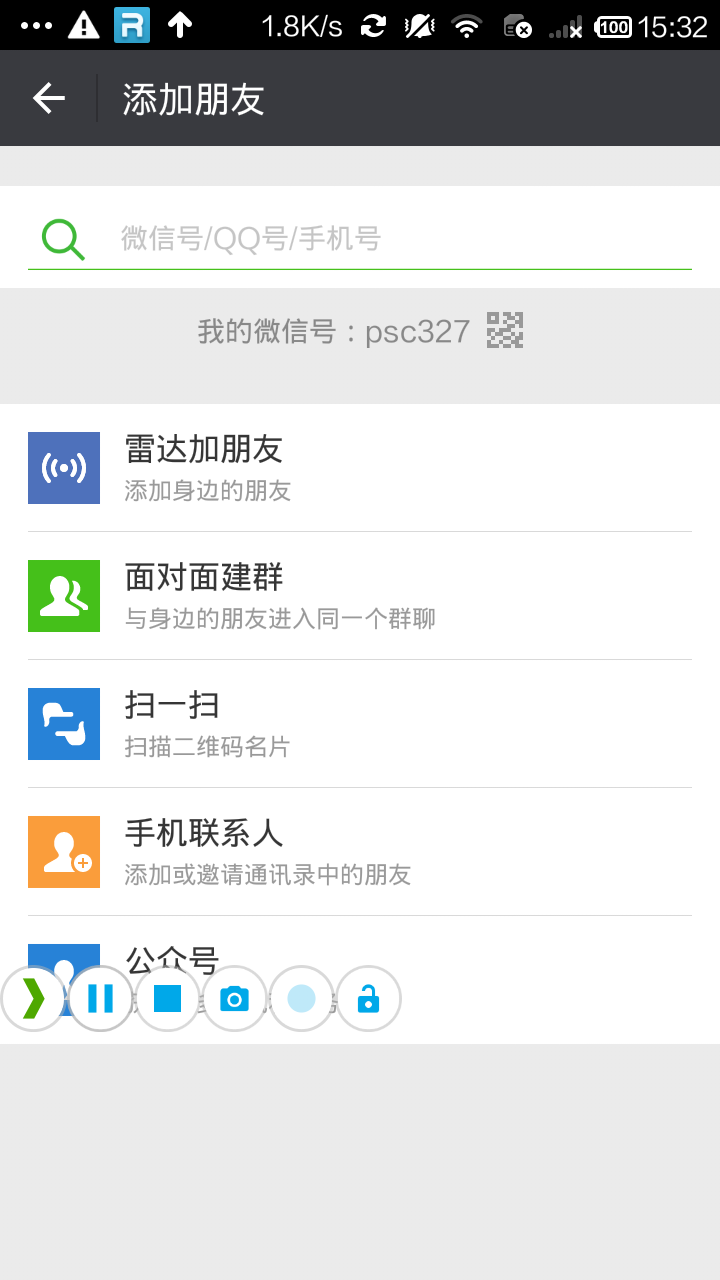 1.8K/s 100 15:32
添加朋友
微信号/QQ号/手机号
我的微信号：psc327
雷达加朋友
添加身边的朋友
面对面建群
与身边的朋友进入同一个群聊
扫一扫
扫描二维码名片
手机联系人
添加或邀请通讯录中的朋友
公众号